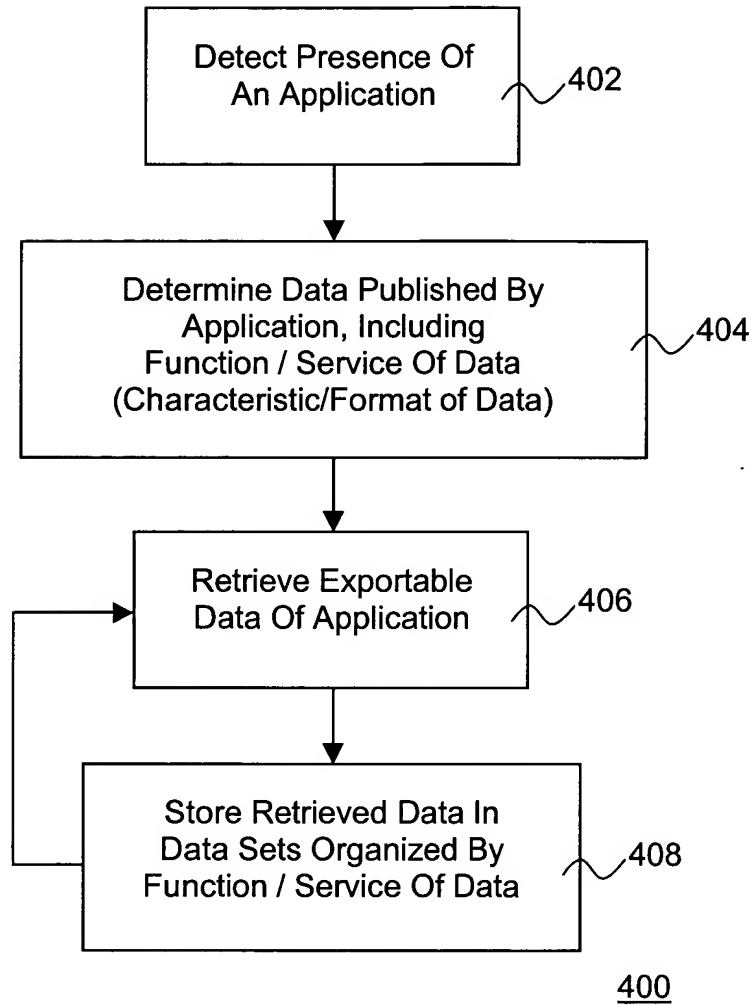 Detect Presence Of
An Application
402
Determine Data Published By
Application, Including
Function / Service Of Data
(Characteristic/Format of Data)
404
Retrieve Exportable
Data Of Application
406
Store Retrieved Data In
Data Sets Organized By
Function / Service Of Data
408
400